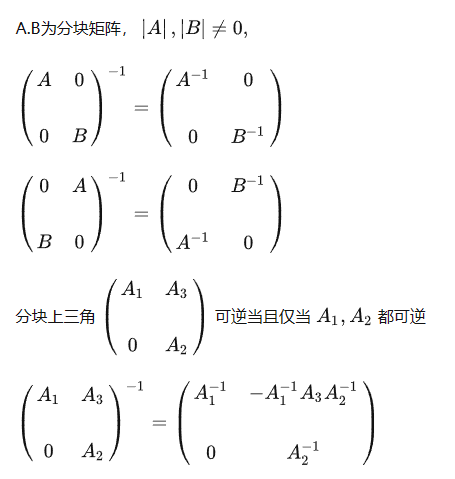 A.B为分块矩阵， $|A|, |B| \neq 0,$
$\begin{pmatrix} A & 0 \\ 0 & B \end{pmatrix}^{-1} = \begin{pmatrix} A^{-1} & 0 \\ 0 & B^{-1} \end{pmatrix}$
$\begin{pmatrix} 0 & A \\ B & 0 \end{pmatrix}^{-1} = \begin{pmatrix} 0 & B^{-1} \\ A^{-1} & 0 \end{pmatrix}$
分块上三角 $\begin{pmatrix} A_1 & A_3 \\ 0 & A_2 \end{pmatrix}$ 可逆当且仅当 $A_1, A_2$ 都可逆
$\begin{pmatrix} A_1 & A_3 \\ 0 & A_2 \end{pmatrix}^{-1} = \begin{pmatrix} A_1^{-1} & -A_1^{-1}A_3A_2^{-1} \\ 0 & A_2^{-1} \end{pmatrix}$